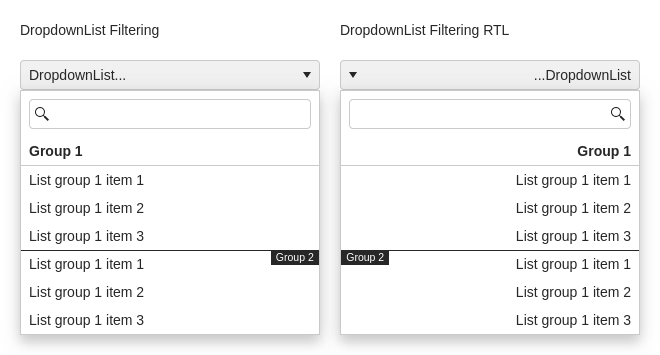 DropdownList Filtering
DropdownList...
Group 1
List group 1 item 1
List group 1 item 2
List group 1 item 3
Group 2
List group 1 item 1
List group 1 item 2
List group 1 item 3
DropdownList Filtering RTL
...DropdownList
Group 1
List group 1 item 1
List group 1 item 2
List group 1 item 3
Group 2
List group 1 item 1
List group 1 item 2
List group 1 item 3